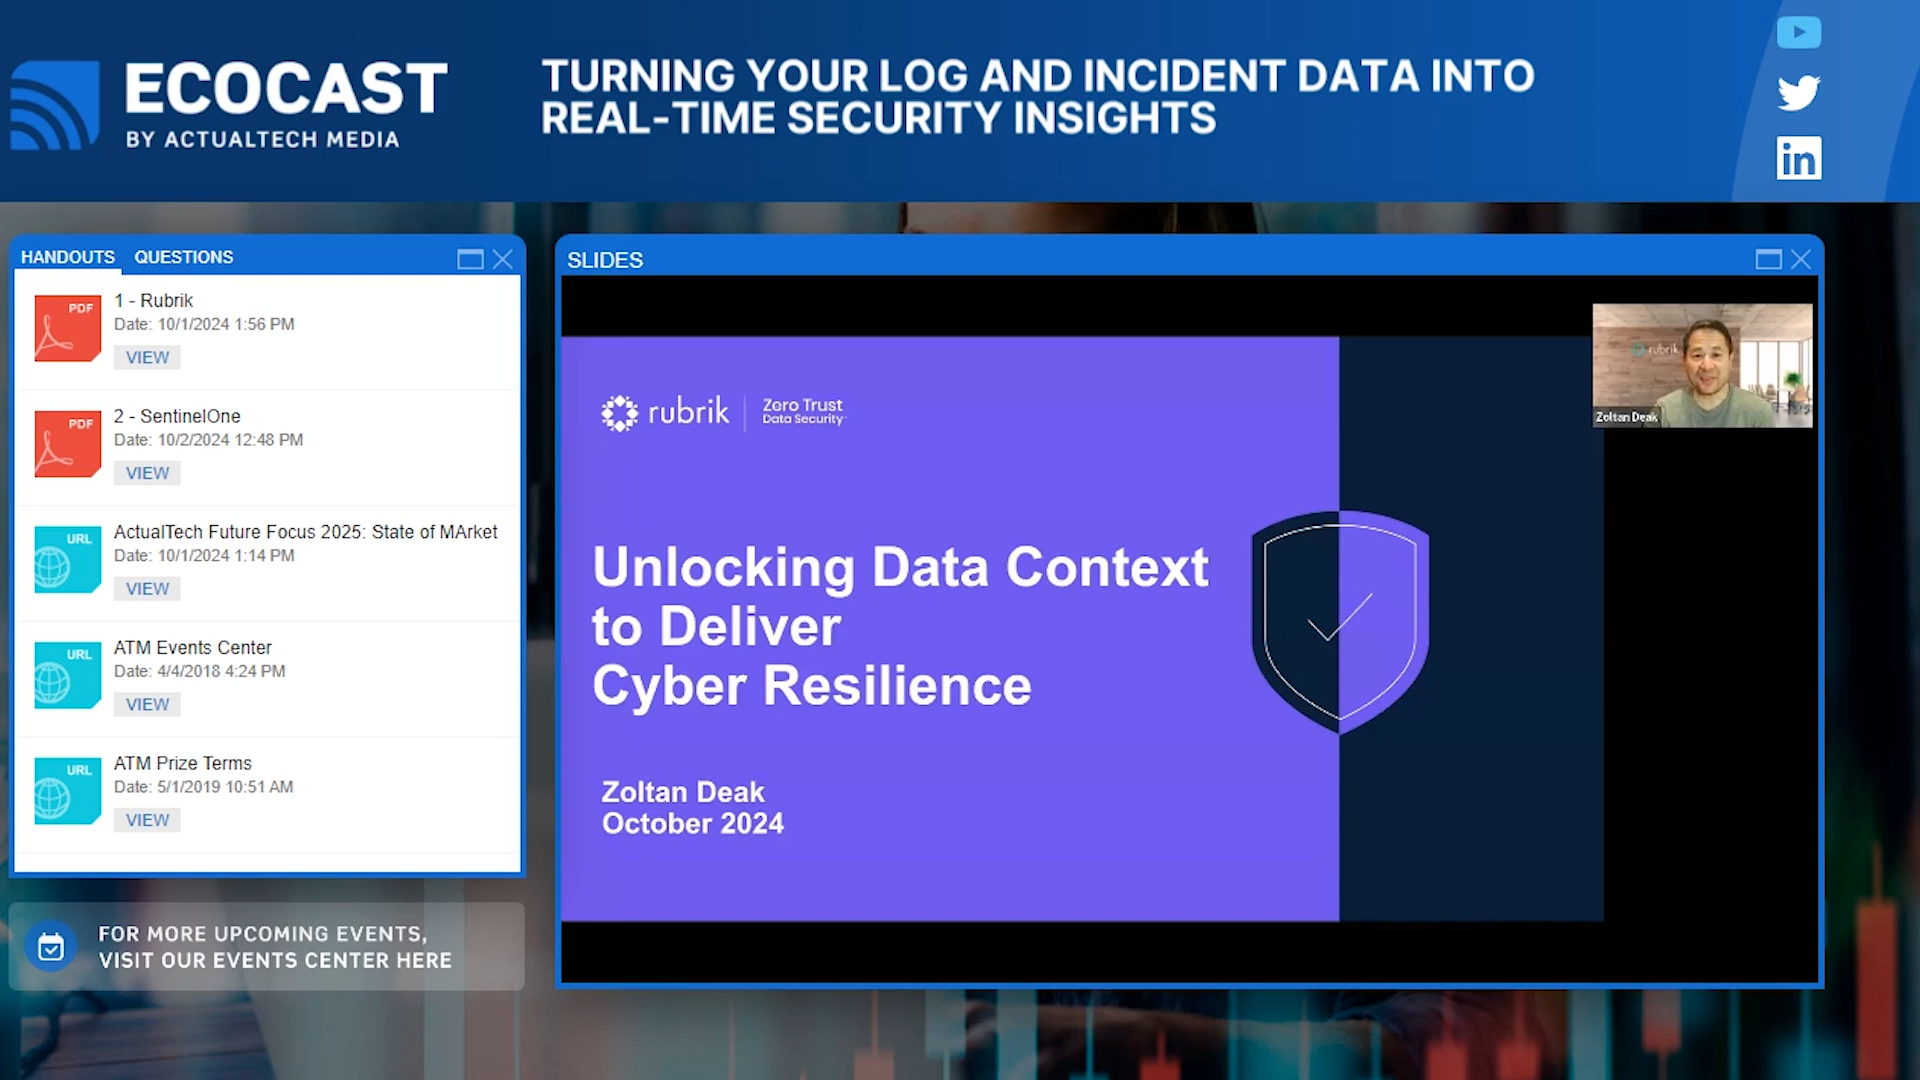 ECOCAST
BY ACTUALTECH MEDIA
TURNING YOUR LOG AND INCIDENT DATA INTO
REAL-TIME SECURITY INSIGHTS
in
HANDOUTS QUESTIONS
PDF
1 - Rubrik
Date: 10/1/2024 1:56 PM
VIEW
PDF
2 - SentinelOne
Date: 10/2/2024 12:48 PM
VIEW
URL
ActualTech Future Focus 2025: State of MArket
Date: 10/1/2024 1:14 PM
VIEW
URL
ATM Events Center
Date: 4/4/2018 4:24 PM
VIEW
URL
ATM Prize Terms
Date: 5/1/2019 10:51 AM
VIEW
FOR MORE UPCOMING EVENTS,
VISIT OUR EVENTS CENTER HERE
SLIDES
rubrik
Zero Trust
Data Security™
Unlocking Data Context
to Deliver
Cyber Resilience
Zoltan Deak
October 2024
rubrik
Zoltan Deak